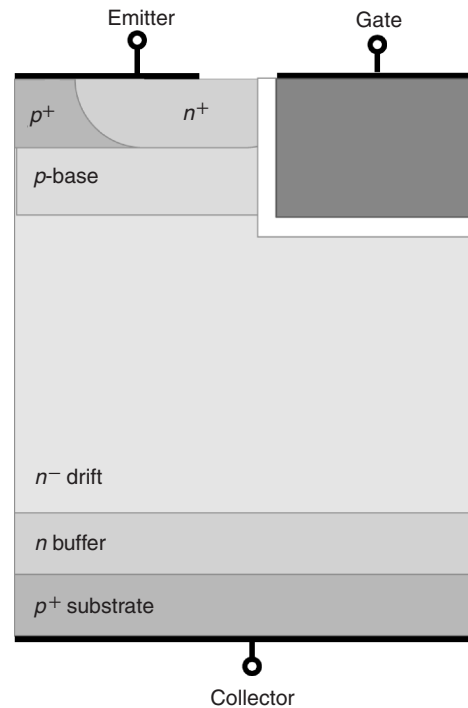 Emitter
Gate
p⁺
n⁺
p-base
n⁻ drift
n buffer
p⁺ substrate
Collector